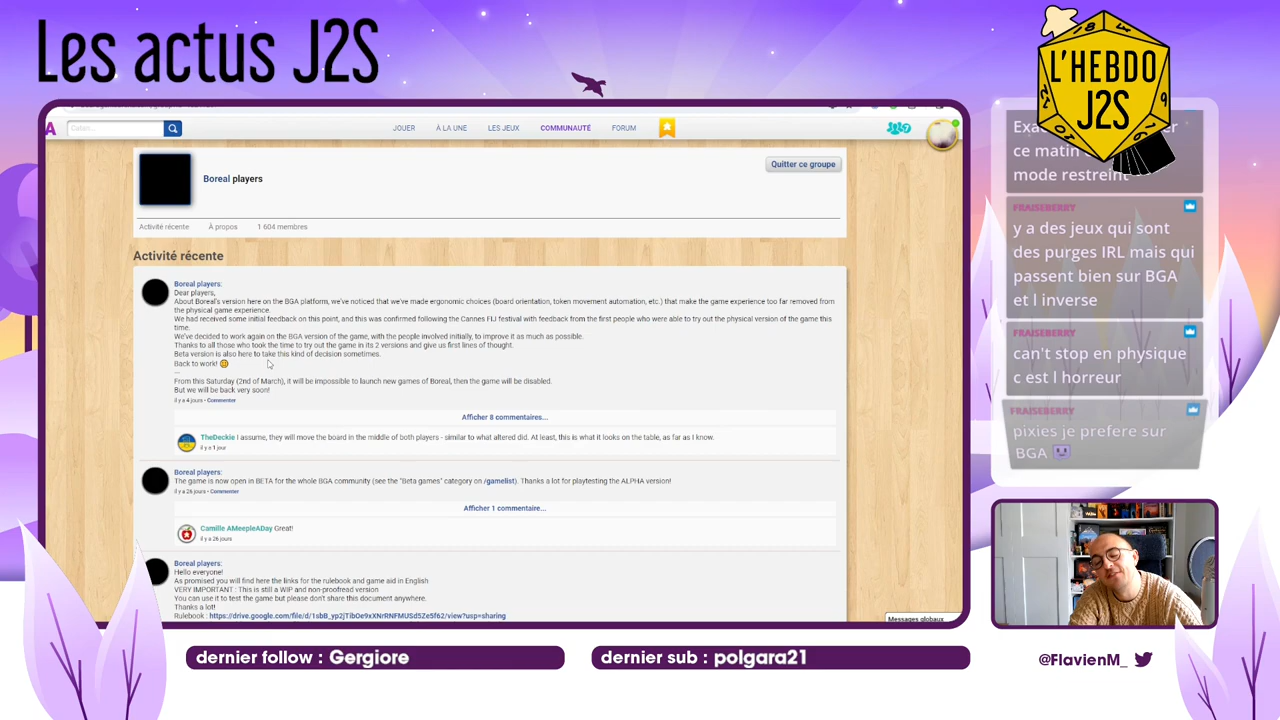 Les actus J2S
L'HEBDO
J2S
JOUER
À LA UNE
LES JEUX
COMMUNAUTÉ
FORUM
Boreal players
Quitter ce groupe
Activité récente
À propos
1 604 membres
Activité récente
Boreal players:
Dear players,
About Boreal's version here on the BGA platform, we've noticed that we've made ergonomic choices (board orientation, token movement automation, etc.) that make the game experience too far removed from
the physical game experience.
We had received some initial feedback on this point, and this was confirmed following the Cannes FIJ festival with feedback from the first people who were able to try out the physical version of the game this
time.
We've decided to work again on the BGA version of the game, with the people involved initially, to improve it as much as possible.
Thanks to all those who took the time to try out the game in its 2 versions and give us first lines of thought.
Beta version is also here to take this kind of decision sometimes.
Back to work!
---
From this Saturday (2nd of March), it will be impossible to launch new games of Boreal, then the game will be disabled.
But we will be back very soon!
il y a 4 jours • Commenter
Afficher 8 commentaires...
TheDeckie I assume, they will move the board in the middle of both players - similar to what altered did. At least, this is what it looks on the table, as far as I know.
il y a 1 jour
Boreal players:
The game is now open in BETA for the whole BGA community (see the "Beta games" category on /gamelist). Thanks a lot for playtesting the ALPHA version!
il y a 26 jours • Commenter
Afficher 1 commentaire...
Camille AMeepleADay Great!
il y a 26 jours
Boreal players:
Hello everyone!
As promised you will find here the links for the rulebook and game aid in English
VERY IMPORTANT : This is still a WIP and non-proofread version
You can use it to test the game but please don't share this document anywhere.
Thanks a lot!
Rulebook :
Messages globaux
ce matin
mode restreint
FRAISEBERRY
y a des jeux qui sont
des purges IRL mais qui
passent bien sur BGA
et l inverse
FRAISEBERRY
can't stop en physique
c est l horreur
FRAISEBERRY
pixies je prefere sur
BGA
dernier follow : Gergiore
dernier sub : polgara21
@FlavienM_